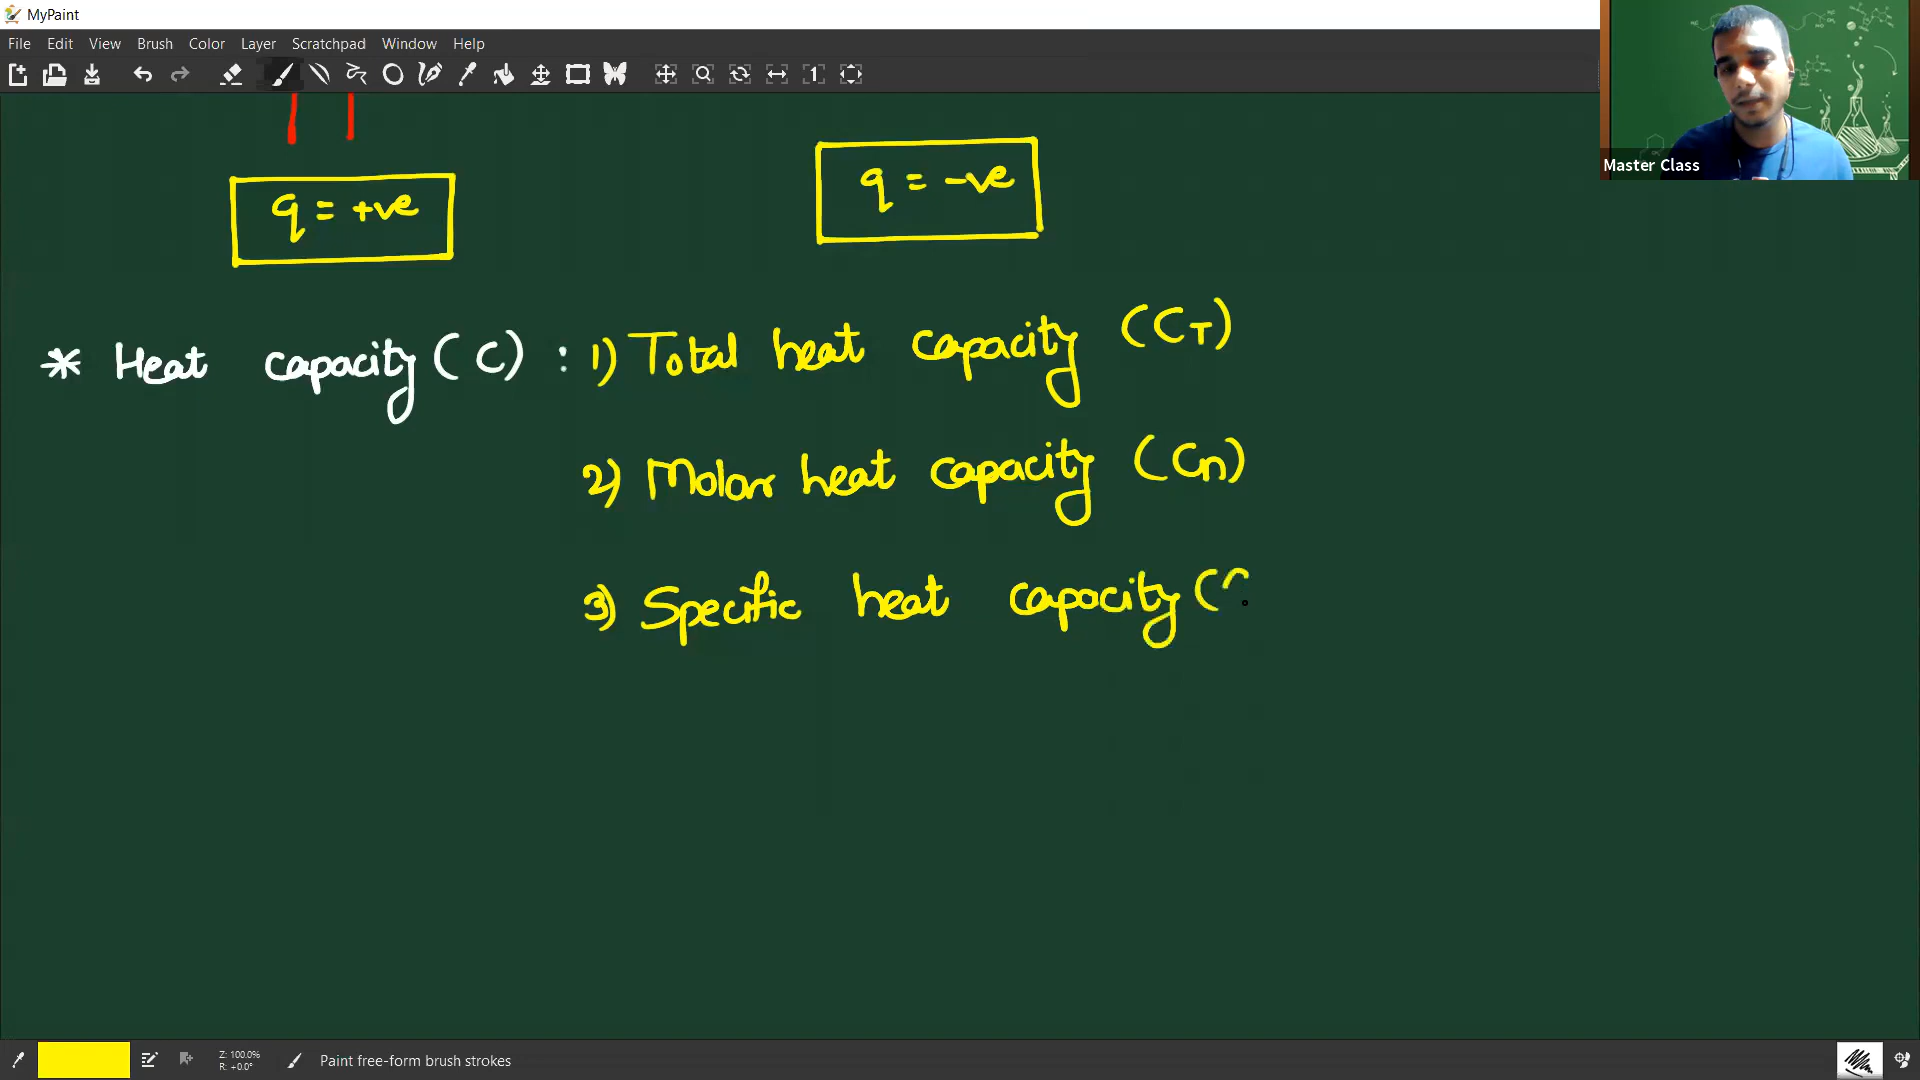 MyPaint
File Edit View Brush Color Layer Scratchpad Window Help
Master Class
q = +ve
q = -ve
* Heat capacity (C) : 1) Total heat capacity (CT)
2) Molar heat capacity (Cn)
3) Specific heat capacity (
Z: 100.0%
R: +0.0°
Paint free-form brush strokes